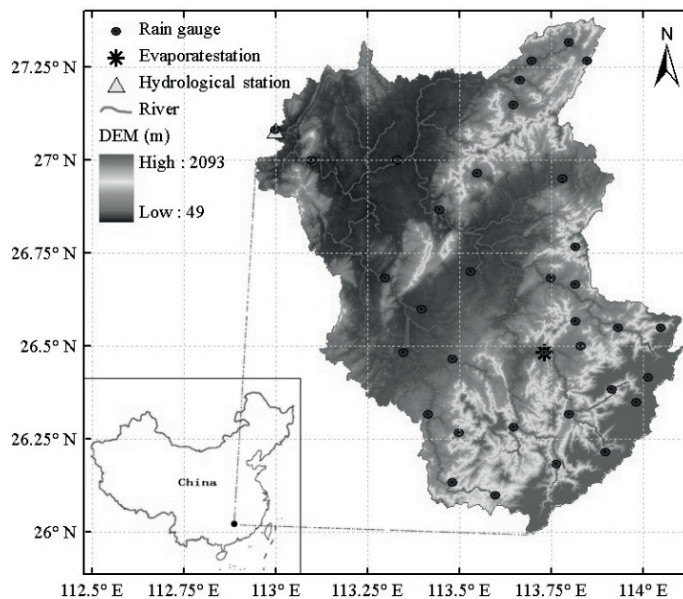 Rain gauge
Evaporatestation
Hydrological station
River
DEM (m)
High : 2093
Low : 49
N
27.25° N
27° N
26.75° N
26.5° N
26.25° N
26° N
China
112.5° E
112.75° E
113° E
113.25° E
113.5° E
113.75° E
114° E